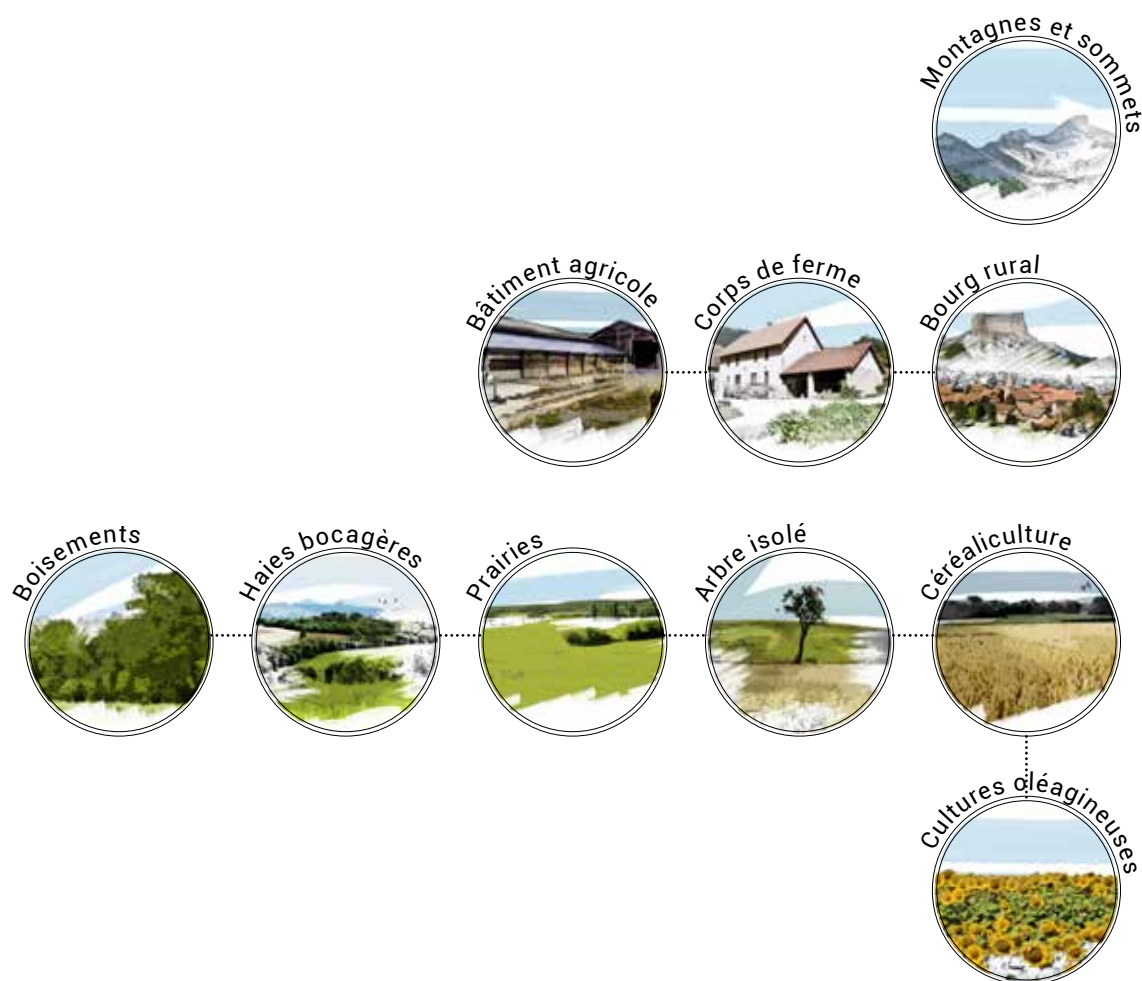 Montagnes et sommets
Bâtiment agricole
Corps de ferme
Bourg rural
Boisements
Haies bocagères
Prairies
Arbre isolé
Céréaliculture
Cultures oléagineuses